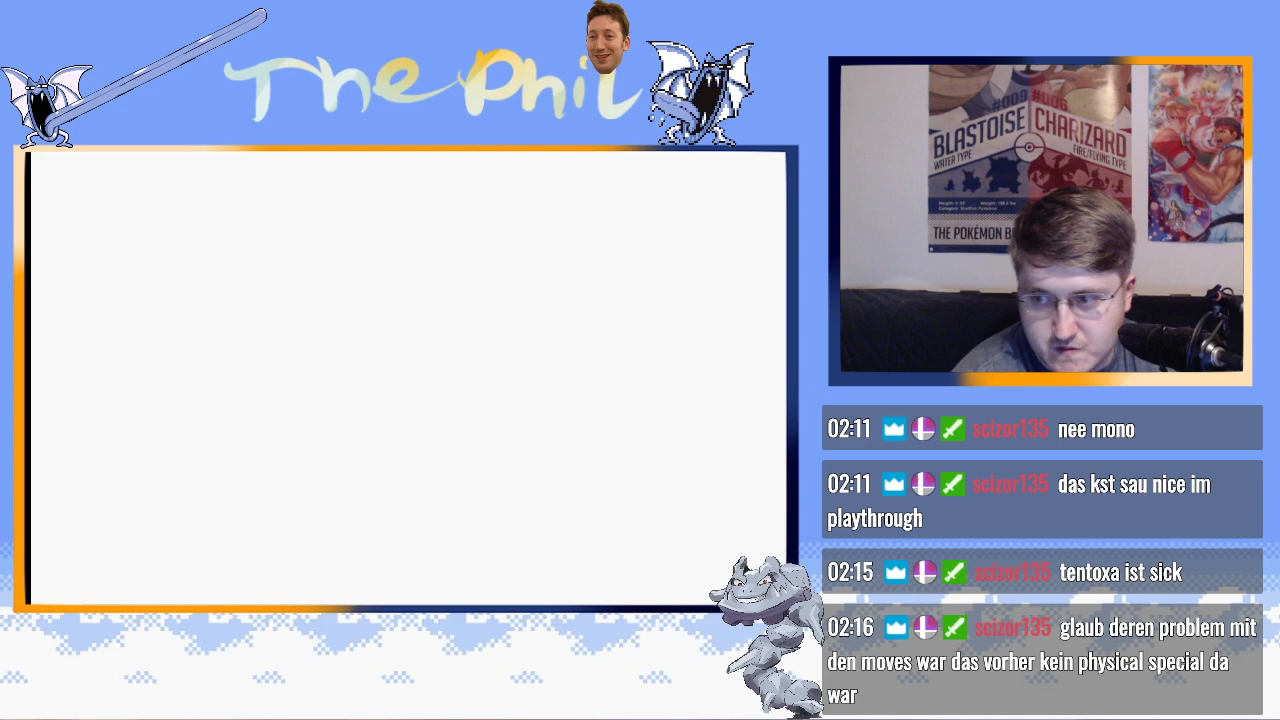 The Phil
#009 #006
BLASTOISE CHARIZARD
WATER TYPE FIRE/FLYING TYPE
THE POKÉMON
02:11 scizor135 nee mono
02:11 scizor135 das kst sau nice im
playthrough
02:15 scizor135 tentoxa ist sick
02:16 scizor135 glaub deren problem mit
den moves war das vorher kein physical special da
war